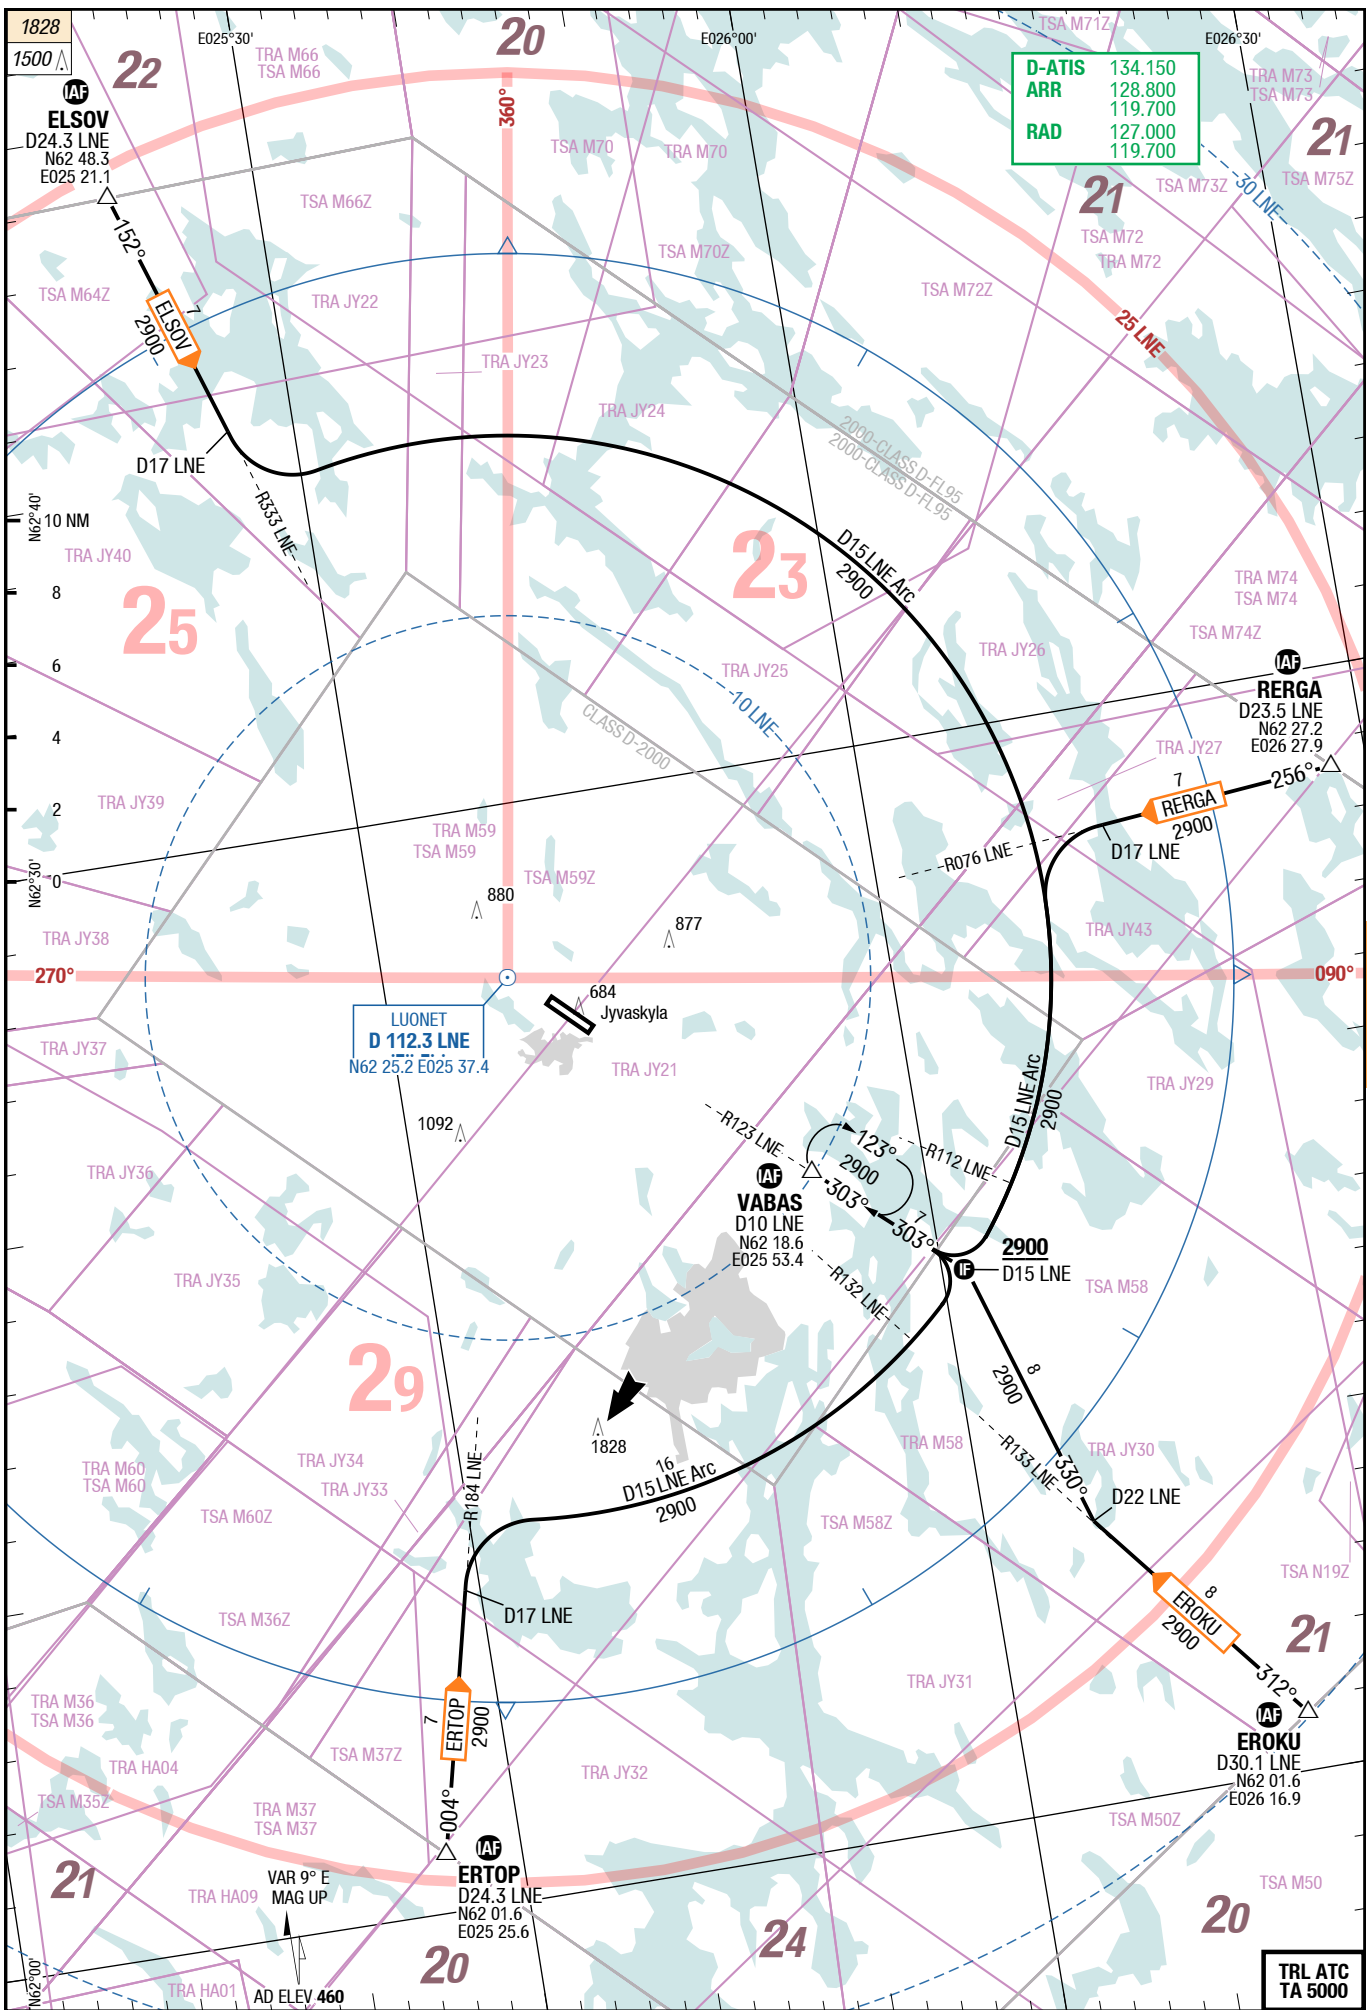 1828
1500
E025°30'
E026°00'
E026°30'
22
20
21
21
TRA M66
TSA M66
TSA M71Z
TRA M73
TSA M73
D-ATIS 134.150
ARR 128.800
119.700
RAD 127.000
119.700
IAF
ELSOV
D24.3 LNE
N62 48.3
E025 21.1
360°
TSA M70
TRA M70
TSA M73Z
TSA M75Z
30 LNE
TSA M66Z
TSA M72
TRA M72
TSA M70Z
152°
TSA M64Z
TRA JY22
TSA M72Z
ELSOV
7
2900
25 LNE
TRA JY23
TRA JY24
2000-CLASS D-FL95
2000-CLASS D-FL95
D17 LNE
R333 LNE
N62°40'
10 NM
8
6
4
2
0
N62°30'
TRA JY40
25
23
D15 LNE Arc
2900
TRA M74
TSA M74
TSA M74Z
TRA JY26
TRA JY25
10 LNE
CLASS D-2000
IAF
RERGA
D23.5 LNE
N62 27.2
E026 27.9
TRA JY27
256°
7
RERGA
2900
D17 LNE
R076 LNE
TRA JY39
TRA M59
TSA M59
TSA M59Z
880
877
TRA JY38
TRA JY43
270°
090°
684
Jyvaskyla
LUONET
D 112.3 LNE
N62 25.2 E025 37.4
TRA JY37
TRA JY21
TRA JY29
D15 LNE Arc
2900
1092
R123 LNE
123°
2900
R112 LNE
303°
7
303°
IAF
VABAS
D10 LNE
N62 18.6
E025 53.4
TRA JY36
2900
IF
D15 LNE
R132 LNE
TRA JY35
TSA M58
29
8
2900
1828
TRA M58
TRA JY30
R133 LNE
330°
D22 LNE
TRA M60
TSA M60
TRA JY34
TRA JY33
R184 LNE
16
D15 LNE Arc
2900
TSA M60Z
TSA M58Z
TSA N19Z
D17 LNE
TSA M36Z
8
EROKU
2900
21
312°
TRA JY31
TRA M36
TSA M36
7
ERTOP
2900
IAF
EROKU
D30.1 LNE
N62 01.6
E026 16.9
TSA M37Z
TRA HA04
TRA JY32
TSA M35Z
TRA M37
TSA M37
004°
TSA M50Z
IAF
ERTOP
D24.3 LNE
N62 01.6
E025 25.6
21
VAR 9° E
MAG UP
TRA HA09
TSA M50
20
24
20
N62°00'
TRA HA01
AD ELEV 460
TRL ATC
TA 5000